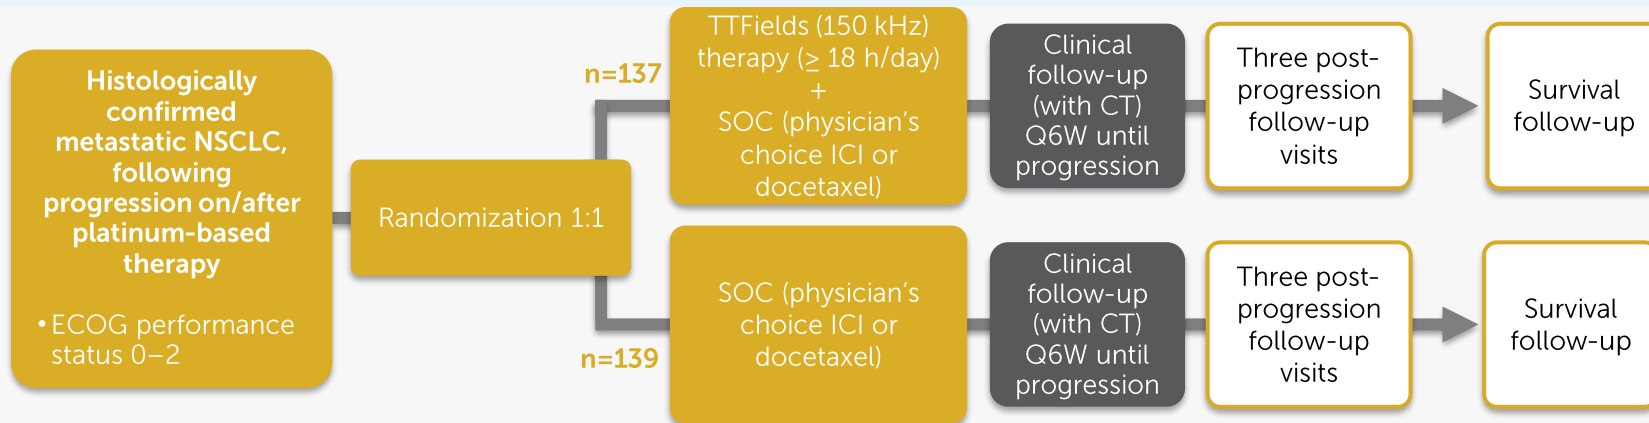 Histologically
confirmed
metastatic NSCLC,
following
progression on/after
platinum-based
therapy
• ECOG performance
status 0–2
Randomization 1:1
n=137
TTFields (150 kHz)
therapy (≥ 18 h/day)
+
SOC (physician's
choice ICI or
docetaxel)
Clinical
follow-up
(with CT)
Q6W until
progression
Three post-
progression
follow-up
visits
Survival
follow-up
n=139
SOC (physician's
choice ICI or
docetaxel)
Clinical
follow-up
(with CT)
Q6W until
progression
Three post-
progression
follow-up
visits
Survival
follow-up